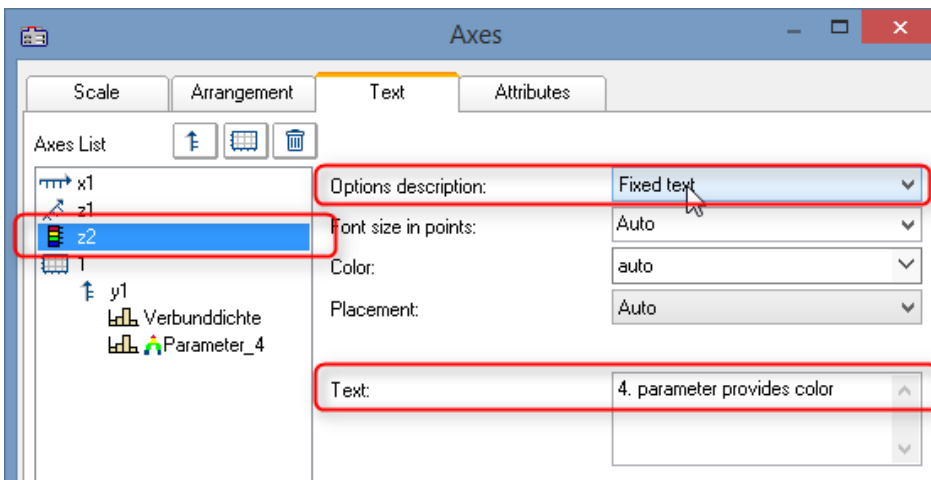 Axes
Scale Arrangement Text Attributes
Axes List
x1
z1
z2
1
y1
Verbunddichte
Parameter_4
Options description: Fixed text
Font size in points: Auto
Color: auto
Placement: Auto
Text: 4. parameter provides color